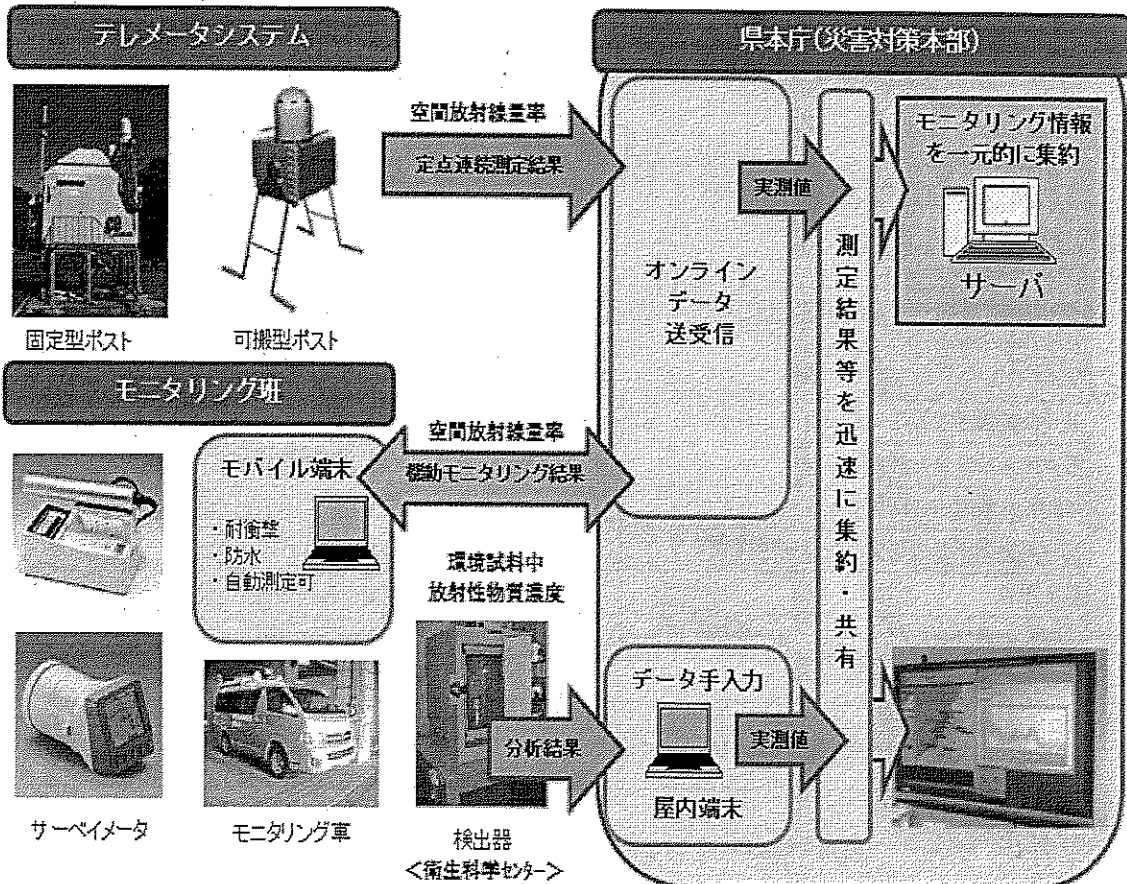 テレメータシステム
固定型ポスト
可搬型ポスト
空間放射線量率
定点連続測定結果
モニタリング班
モバイル端末
・耐衝撃
・防水
・自動測定可
サーベイメータ
モニタリング車
空間放射線量率
機動モニタリング結果
環境試料中
放射性物質濃度
分析結果
検出器
<衛生科学センター>
県本庁(災害対策本部)
オンライン
データ
送受信
実測値
データ手入力
屋内端末
実測値
測定結果等を迅速に集約・共有
モニタリング情報
を一元的に集約
サーバ